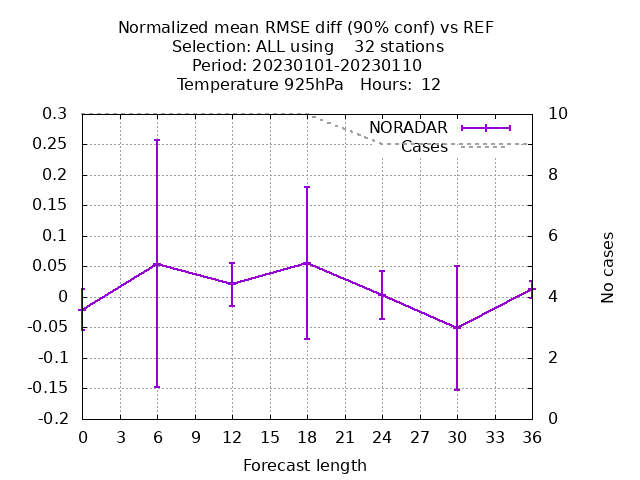 Normalized mean RMSE diff (90% conf) vs REF
Selection: ALL using    32 stations
Period: 20230101-20230110
Temperature 925hPa   Hours:  12
NORADAR
Cases
0.3
0.25
0.2
0.15
0.1
0.05
0
-0.05
-0.1
-0.15
-0.2
10
8
6
4
2
0
No cases
0 3 6 9 12 15 18 21 24 27 30 33 36
Forecast length